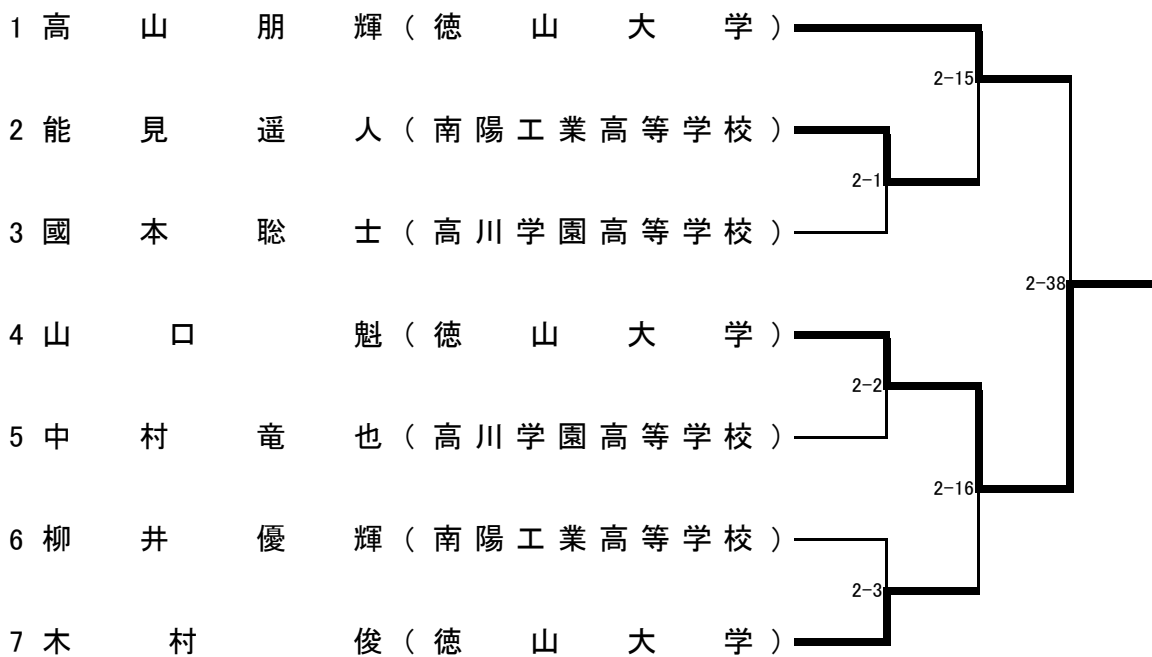 1 高山朋輝(徳山大学)
2-15
2 能見遥人(南陽工業高等学校)
2-1
3 國本聡士(高川学園高等学校)
2-38
4 山口魁(徳山大学)
2-2
5 中村竜也(高川学園高等学校)
2-16
6 柳井優輝(南陽工業高等学校)
2-3
7 木村俊(徳山大学)